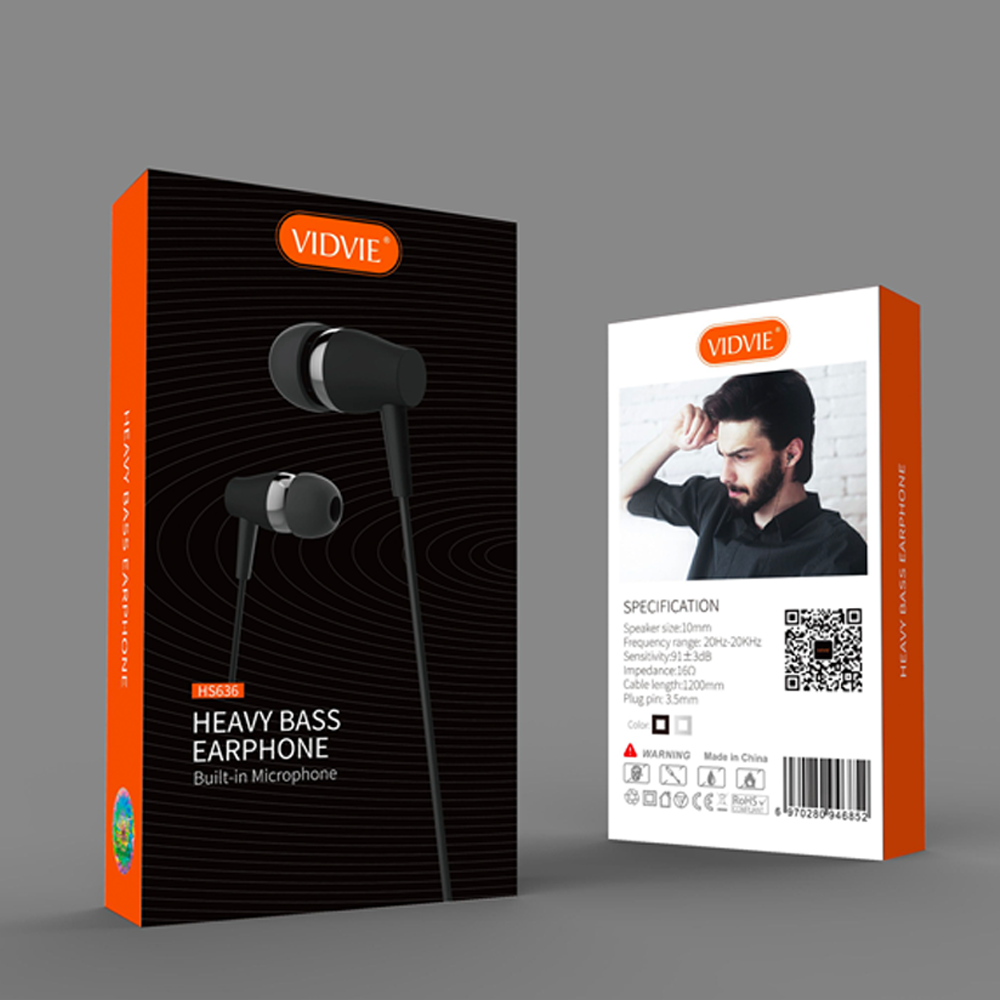 VIDVIE®
HEAVY BASS EARPHONE
HS636
HEAVY BASS
EARPHONE
Built-in Microphone
VIDVIE®
SPECIFICATION
Speaker size:10mm
Frequency range: 20Hz-20KHz
Sensitivity:91±3dB
Impedance:16Ω
Cable length:1200mm
Plug pin: 3.5mm
Color:
WARNING Made in China
CE
RoHS
COMPLIANT
6 970280 946852
HEAVY BASS EARPHONE